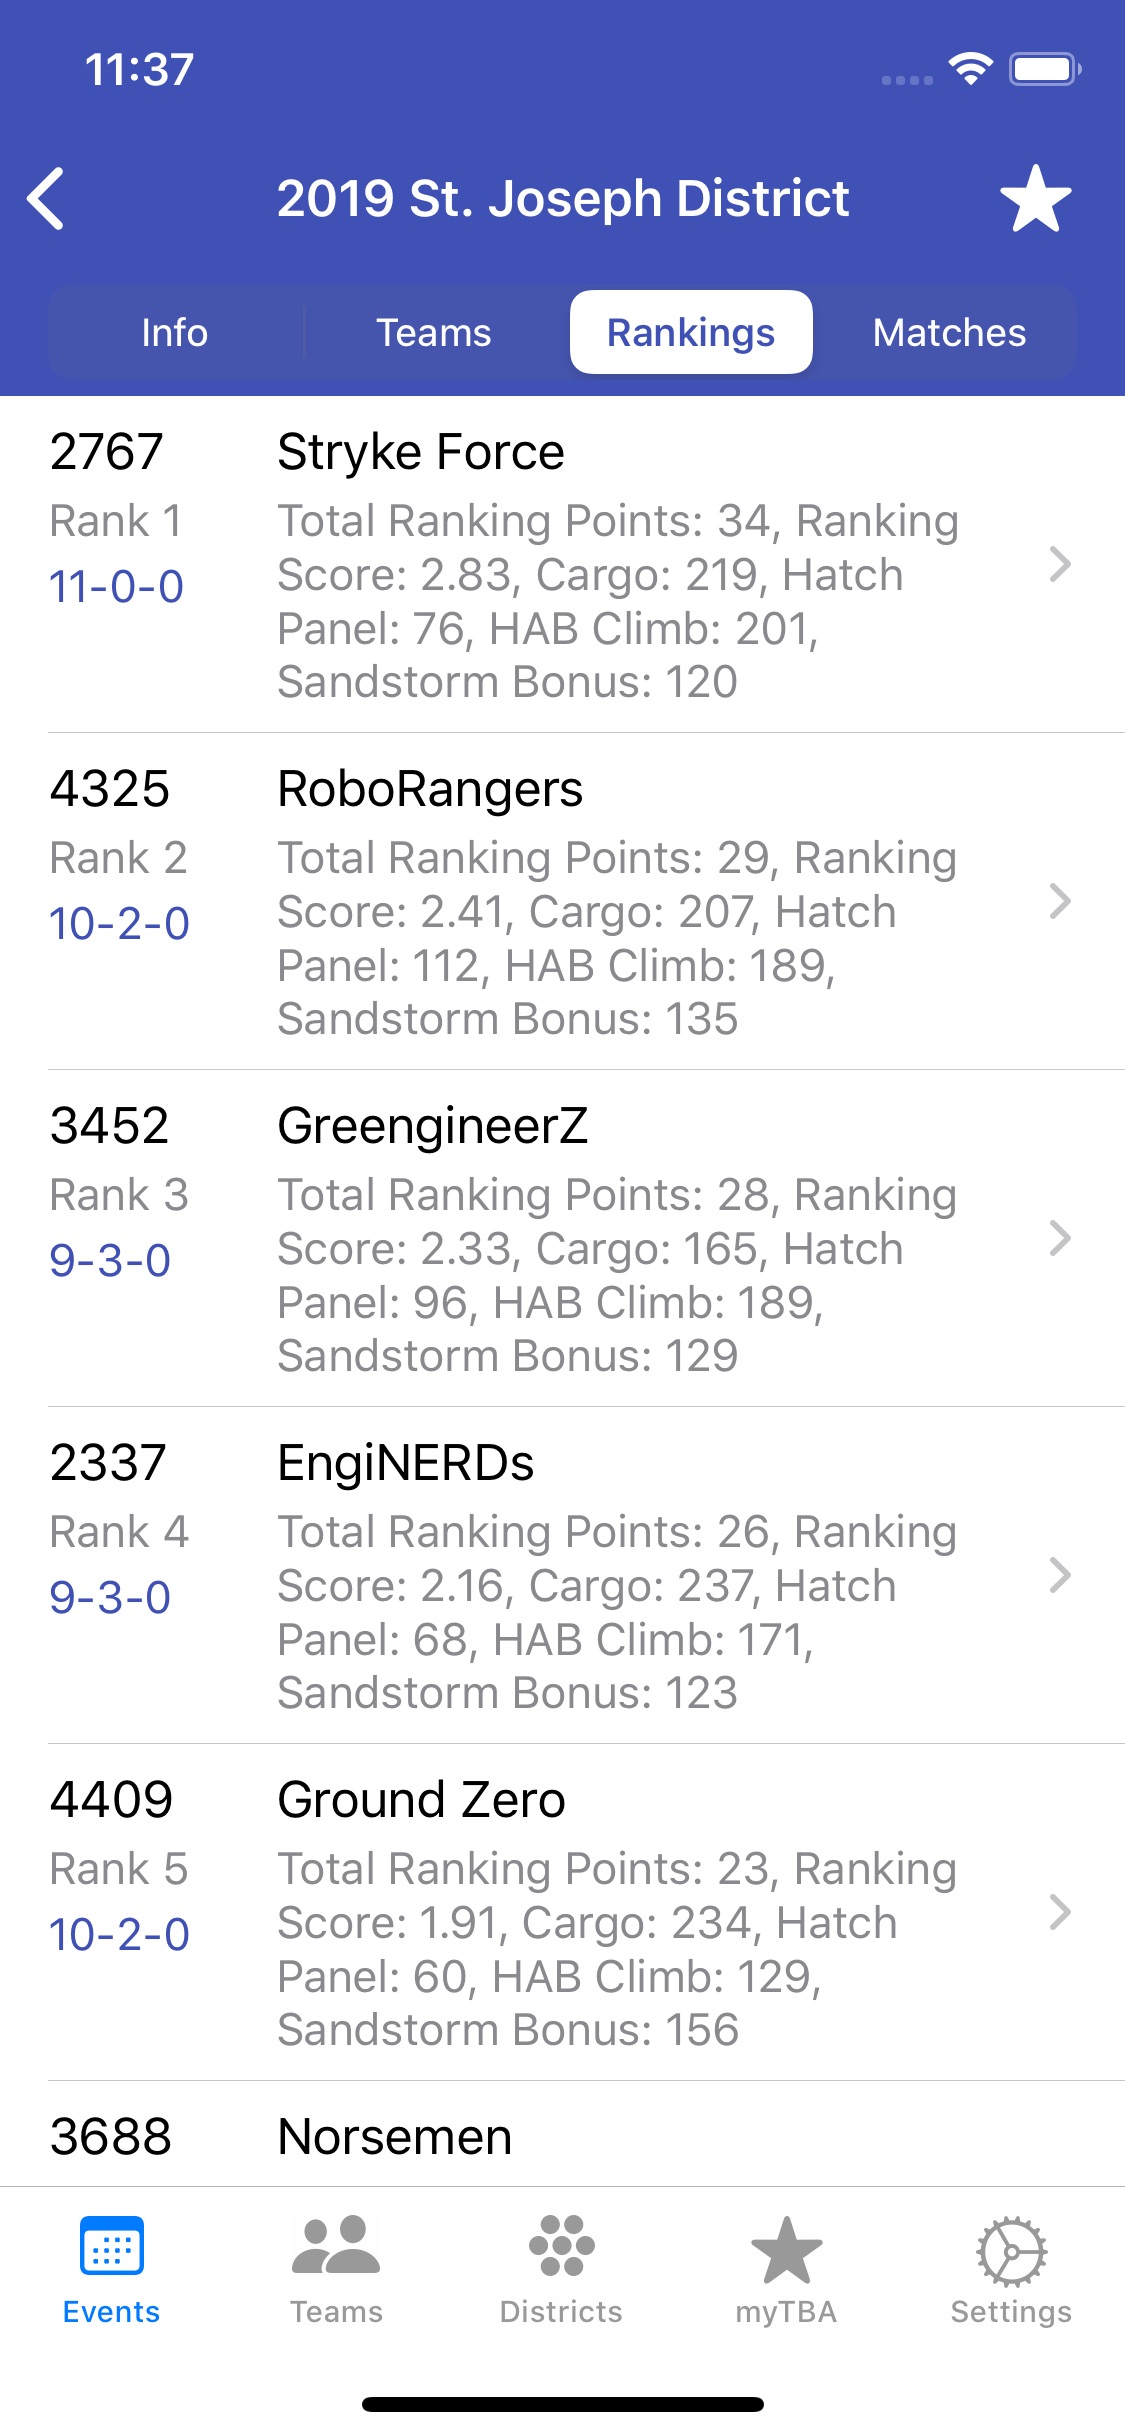 11:37
2019 St. Joseph District
Info Teams Rankings Matches
2767 Stryke Force
Rank 1 Total Ranking Points: 34, Ranking
11-0-0 Score: 2.83, Cargo: 219, Hatch
Panel: 76, HAB Climb: 201,
Sandstorm Bonus: 120
4325 RoboRangers
Rank 2 Total Ranking Points: 29, Ranking
10-2-0 Score: 2.41, Cargo: 207, Hatch
Panel: 112, HAB Climb: 189,
Sandstorm Bonus: 135
3452 GreengineerZ
Rank 3 Total Ranking Points: 28, Ranking
9-3-0 Score: 2.33, Cargo: 165, Hatch
Panel: 96, HAB Climb: 189,
Sandstorm Bonus: 129
2337 EngiNERDs
Rank 4 Total Ranking Points: 26, Ranking
9-3-0 Score: 2.16, Cargo: 237, Hatch
Panel: 68, HAB Climb: 171,
Sandstorm Bonus: 123
4409 Ground Zero
Rank 5 Total Ranking Points: 23, Ranking
10-2-0 Score: 1.91, Cargo: 234, Hatch
Panel: 60, HAB Climb: 129,
Sandstorm Bonus: 156
3688 Norsemen
Events Teams Districts myTBA Settings